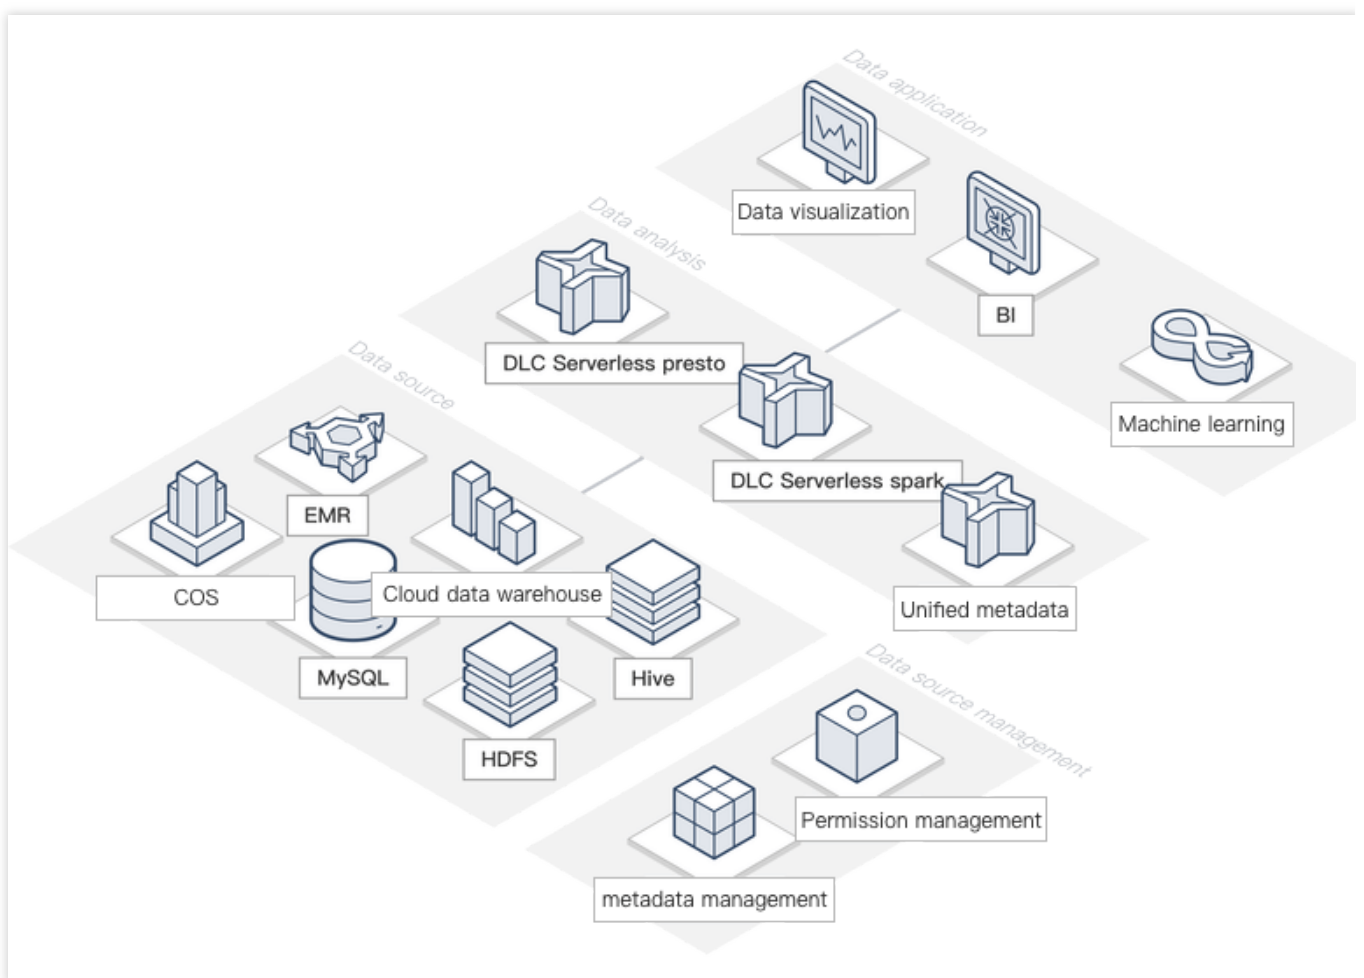 Data application
Data visualization
BI
Machine learning
Data analysis
DLC Serverless presto
DLC Serverless spark
Unified metadata
Data source
EMR
COS
Cloud data warehouse
MySQL
Hive
HDFS
Data source management
Permission management
metadata management